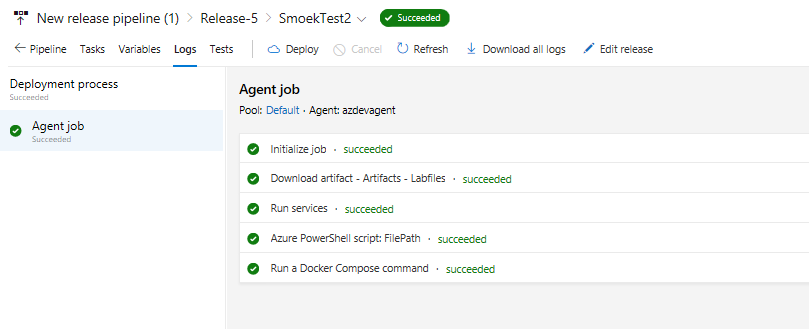 New release pipeline (1) > Release-5 > SmoekTest2 Succeeded
← Pipeline Tasks Variables Logs Tests Deploy Cancel Refresh Download all logs Edit release
Deployment process
Succeeded
Agent job
Succeeded
Agent job
Pool: Default · Agent: azdevagent
Initialize job · succeeded
Download artifact - Artifacts - Labfiles · succeeded
Run services · succeeded
Azure PowerShell script: FilePath · succeeded
Run a Docker Compose command · succeeded